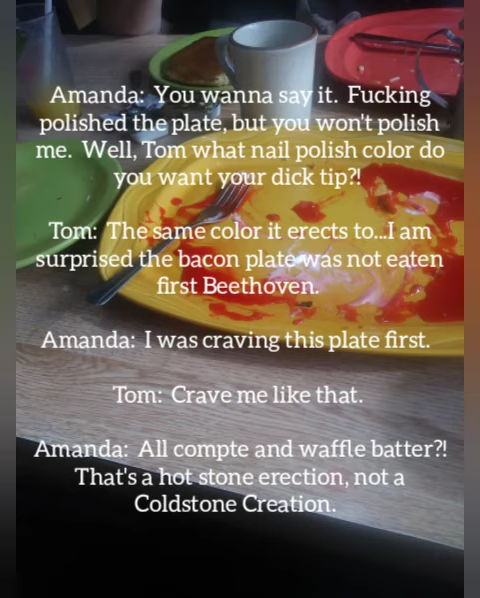 Amanda:  You wanna say it.  Fucking
polished the plate, but you won't polish
me.  Well, Tom what nail polish color do
you want your dick tip?!
Tom:  The same color it erects to...I am
surprised the bacon plate was not eaten
first Beethoven.
Amanda:  I was craving this plate first.
Tom:  Crave me like that.
Amanda:  All compte and waffle batter?!
That's a hot stone erection, not a
Coldstone Creation.